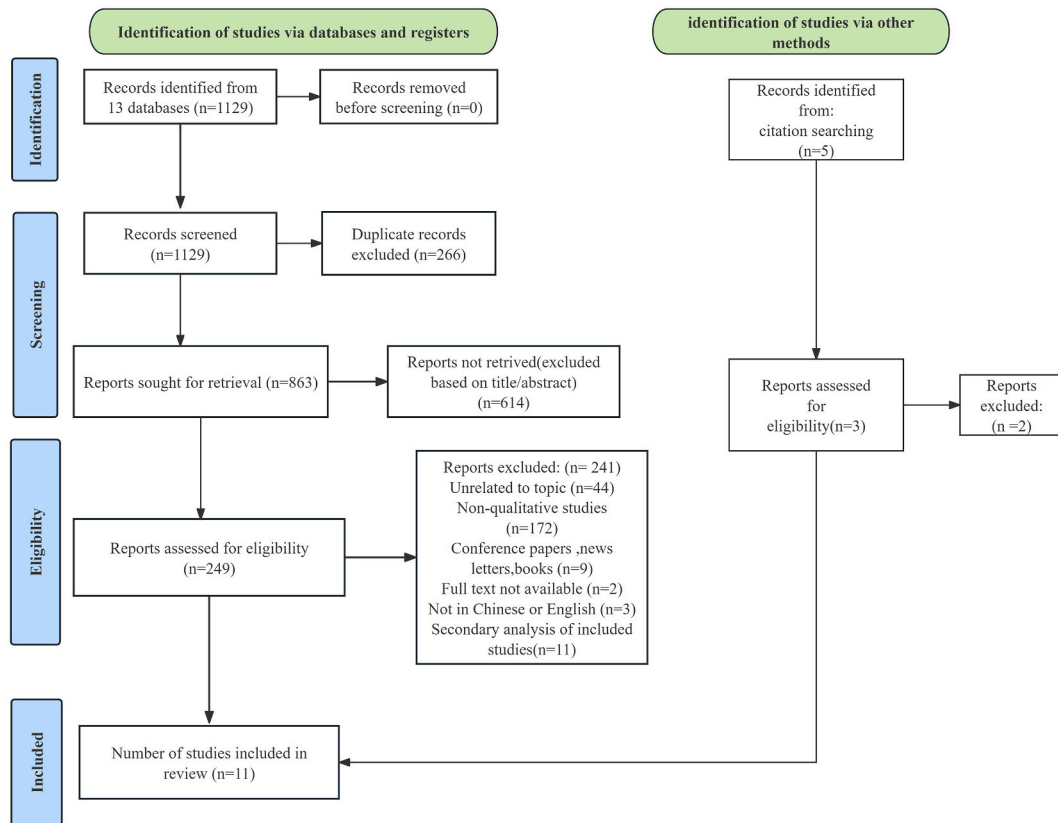 Identification of studies via databases and registers
identification of studies via other
methods
Identification
Records identified from
13 databases (n=1129)
Records removed
before screening (n=0)
Records identified
from:
citation searching
(n=5)
Screening
Records screened
(n=1129)
Duplicate records
excluded (n=266)
Reports sought for retrieval (n=863)
Reports not retrived(excluded
based on title/abstract)
(n=614)
Reports assessed
for
eligibility(n=3)
Reports
excluded:
(n =2)
Eligibility
Reports assessed for eligibility
(n=249)
Reports excluded: (n= 241)
Unrelated to topic (n=44)
Non-qualitative studies
(n=172)
Conference papers ,news
letters,books (n=9)
Full text not available (n=2)
Not in Chinese or English (n=3)
Secondary analysis of included
studies(n=11)
Included
Number of studies included in
review (n=11)